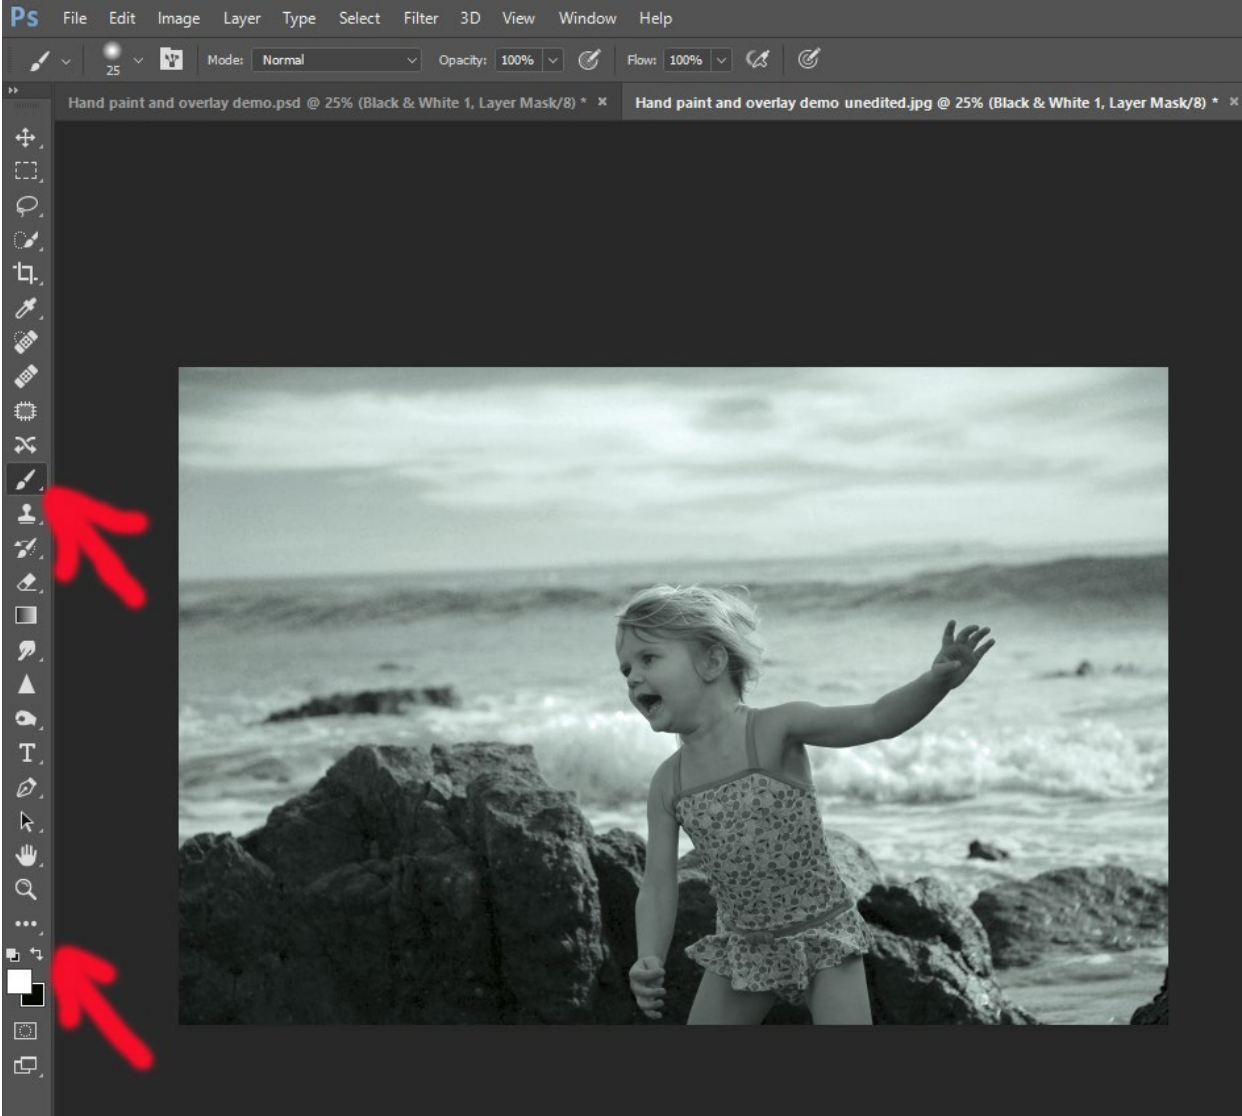 Ps File Edit Image Layer Type Select Filter 3D View Window Help
25 Mode: Normal Opacity: 100% Flow: 100%
Hand paint and overlay demo.psd @ 25% (Black & White 1, Layer Mask/8) * × Hand paint and overlay demo unedited.jpg @ 25% (Black & White 1, Layer Mask/8) * ×